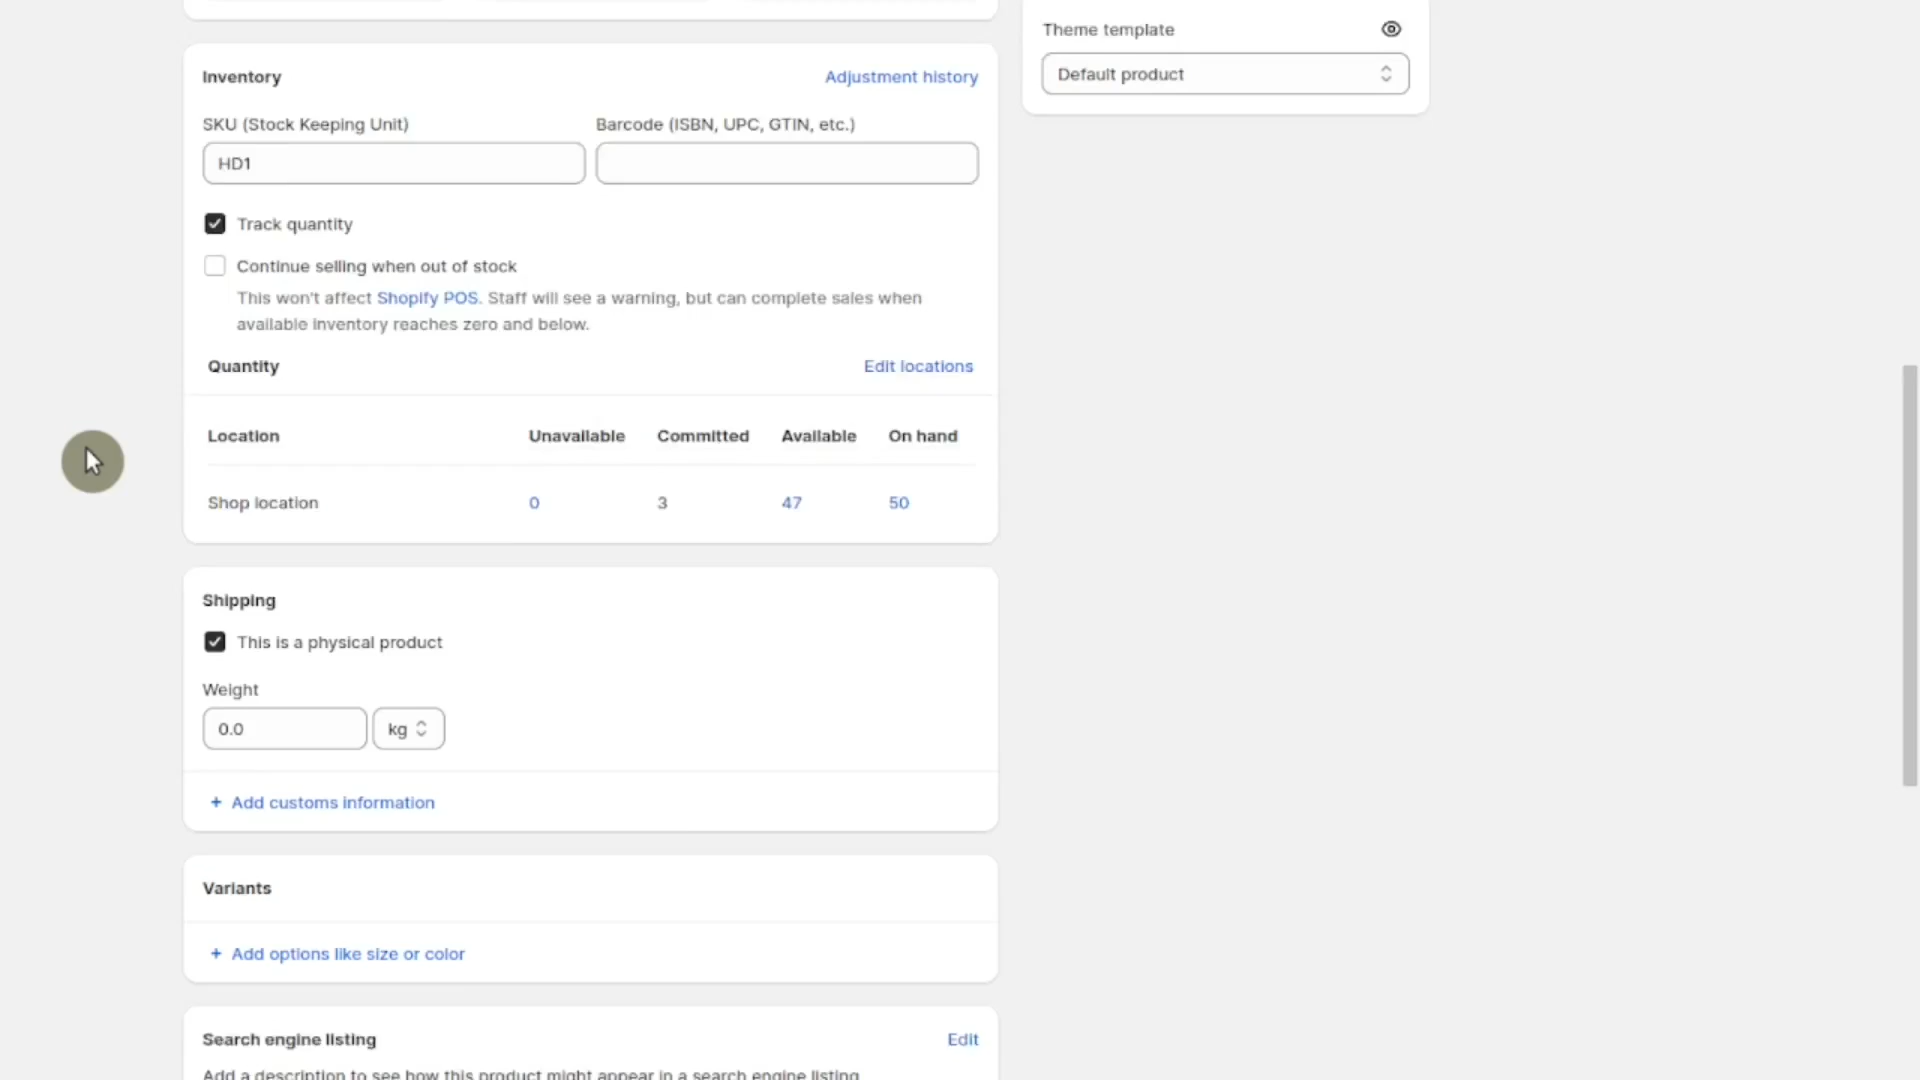 Theme template
Default product
Inventory
Adjustment history
SKU (Stock Keeping Unit)
Barcode (ISBN, UPC, GTIN, etc.)
HD1
Track quantity
Continue selling when out of stock
This won't affect Shopify POS. Staff will see a warning, but can complete sales when
available inventory reaches zero and below.
Quantity
Edit locations
Location Unavailable Committed Available On hand
Shop location 0 3 47 50
Shipping
This is a physical product
Weight
0.0
kg
+ Add customs information
Variants
+ Add options like size or color
Search engine listing
Edit
Add a description to see how this product might appear in a search engine listing